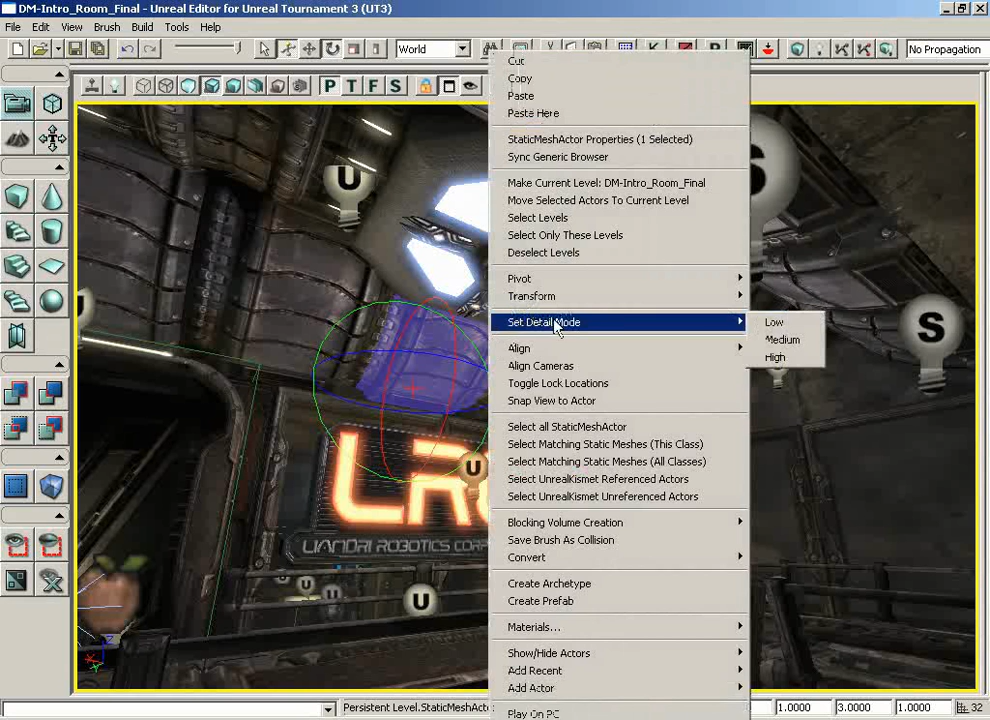 DM-Intro_Room_Final - Unreal Editor for Unreal Tournament 3 (UT3)
File Edit View Brush Build Tools Help
World
No Propagation
P T F S
Cut
Copy
Paste
Paste Here
StaticMeshActor Properties (1 Selected)
Sync Generic Browser
Make Current Level: DM-Intro_Room_Final
Move Selected Actors To Current Level
Select Levels
Select Only These Levels
Deselect Levels
Pivot
Transform
Set Detail Mode
Low
Medium
High
Align
Align Cameras
Toggle Lock Locations
Snap View to Actor
Select all StaticMeshActor
Select Matching Static Meshes (This Class)
Select Matching Static Meshes (All Classes)
Select UnrealKismet Referenced Actors
Select UnrealKismet Unreferenced Actors
Blocking Volume Creation
Save Brush As Collision
Convert
Create Archetype
Create Prefab
Materials...
Show/Hide Actors
Add Recent
Add Actor
Play On PC
U
S
S
U
U
LIANDRI ROBOTICS
Persistent Level.StaticMeshAct
1.0000 3.0000 1.0000 32